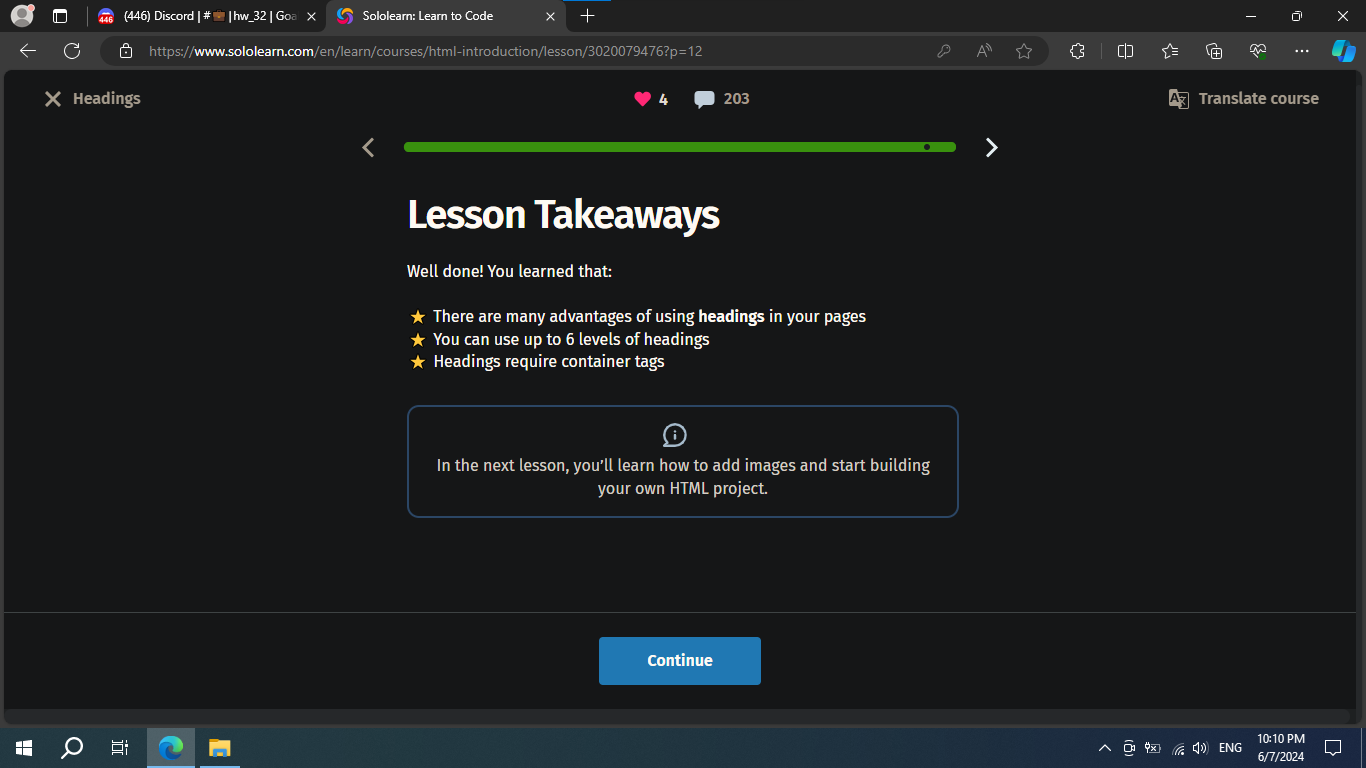 (446) Discord | #💼|hw_32 | Goa
Sololearn: Learn to Code
https://www.sololearn.com/en/learn/courses/html-introduction/lesson/3020079476?p=12
Headings
4
203
Translate course
Lesson Takeaways
Well done! You learned that:
There are many advantages of using headings in your pages
You can use up to 6 levels of headings
Headings require container tags
In the next lesson, you’ll learn how to add images and start building
your own HTML project.
Continue
ENG
10:10 PM
6/7/2024